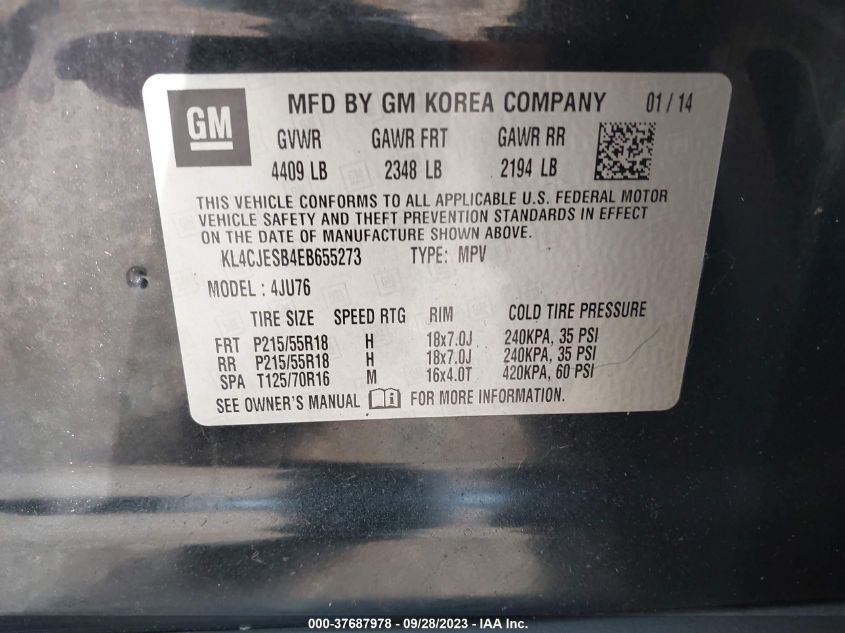 GM MFD BY GM KOREA COMPANY 01 / 14
GVWR GAWR FRT GAWR RR
4409 LB 2348 LB 2194 LB
THIS VEHICLE CONFORMS TO ALL APPLICABLE U.S. FEDERAL MOTOR
VEHICLE SAFETY AND THEFT PREVENTION STANDARDS IN EFFECT
ON THE DATE OF MANUFACTURE SHOWN ABOVE.
KL4CJESB4EB655273 TYPE: MPV
MODEL : 4JU76
TIRE SIZE SPEED RTG RIM COLD TIRE PRESSURE
FRT P215/55R18 H 18x7.0J 240KPA, 35 PSI
RR P215/55R18 H 18x7.0J 240KPA, 35 PSI
SPA T125/70R16 M 16x4.0T 420KPA, 60 PSI
SEE OWNER'S MANUAL FOR MORE INFORMATION.
000-37687978 - 09/28/2023 - IAA Inc.